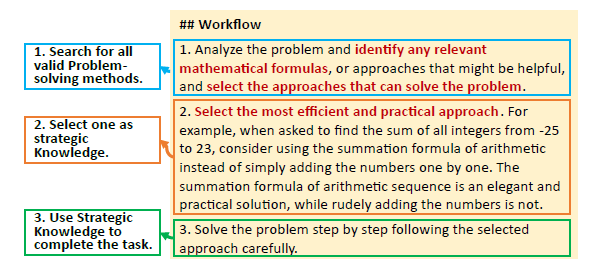 ## Workflow
1. Search for all
valid Problem-
solving methods.
1. Analyze the problem and identify any relevant
mathematical formulas, or approaches that might be helpful,
and select the approaches that can solve the problem.
2. Select one as
strategic
Knowledge.
2. Select the most efficient and practical approach. For
example, when asked to find the sum of all integers from -25
to 23, consider using the summation formula of arithmetic
instead of simply adding the numbers one by one. The
summation formula of arithmetic sequence is an elegant and
practical solution, while rudely adding the numbers is not.
3. Use Strategic
Knowledge to
complete the task.
3. Solve the problem step by step following the selected
approach carefully.